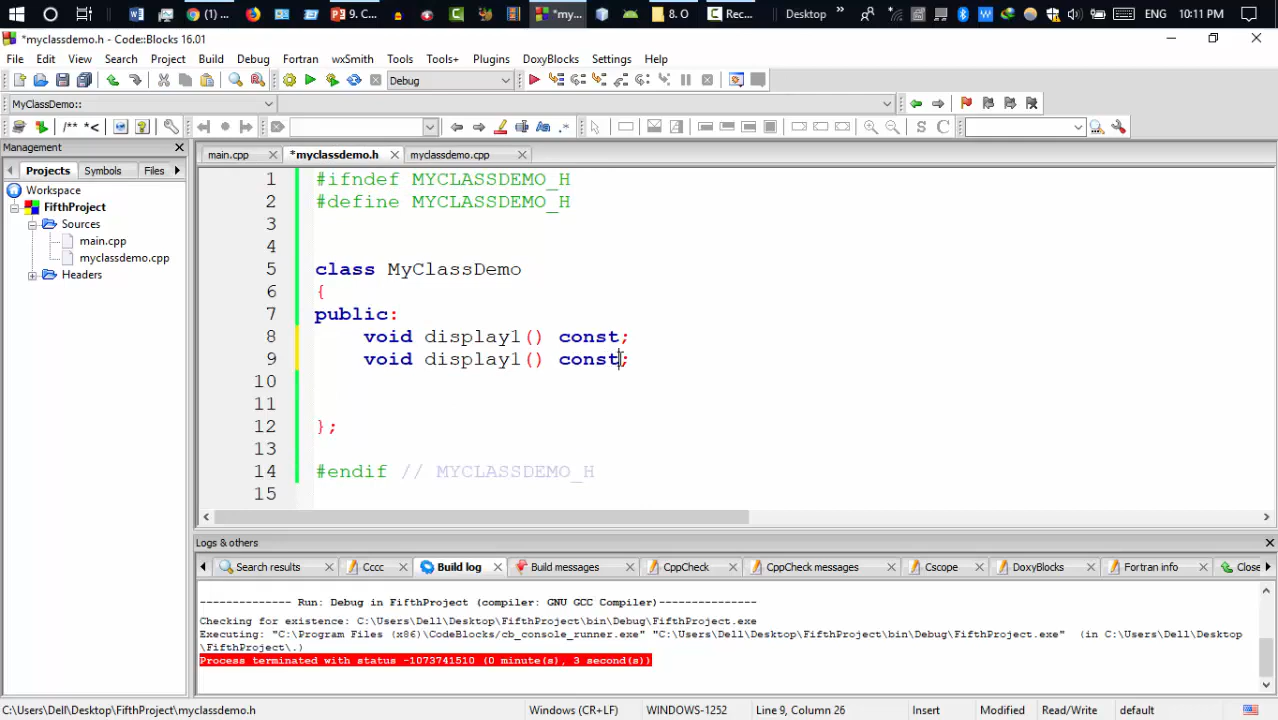 (1)
9. C...
*my...
8. O
Rec...
Desktop
»
ENG
10:11 PM
*myclassdemo.h - Code::Blocks 16.01
File Edit View Search Project Build Debug Fortran wxSmith Tools Tools+ Plugins DoxyBlocks Settings Help
Debug
MyClassDemo::
/** *<
S C
Management
Projects Symbols Files
Workspace
FifthProject
Sources
main.cpp
myclassdemo.cpp
Headers
main.cpp *myclassdemo.h myclassdemo.cpp
1 #ifndef MYCLASSDEMO_H
2 #define MYCLASSDEMO_H
3
4
5 class MyClassDemo
6 {
7 public:
8 void display1() const;
9 void display1() const;
10
11
12 };
13
14 #endif // MYCLASSDEMO_H
15
Logs & others
Search results Cccc Build log Build messages CppCheck CppCheck messages Cscope DoxyBlocks Fortran info Close
-------------- Run: Debug in FifthProject (compiler: GNU GCC Compiler)---------------
Checking for existence: C:\Users\Dell\Desktop\FifthProject\bin\Debug\FifthProject.exe
Executing: "C:\Program Files (x86)\CodeBlocks/cb_console_runner.exe" "C:\Users\Dell\Desktop\FifthProject\bin\Debug\FifthProject.exe"  (in C:\Users\Dell\Desktop
\FifthProject\.)
Process terminated with status -1073741510 (0 minute(s), 3 second(s))
C:\Users\Dell\Desktop\FifthProject\myclassdemo.h Windows (CR+LF) WINDOWS-1252 Line 9, Column 26 Insert Modified Read/Write default